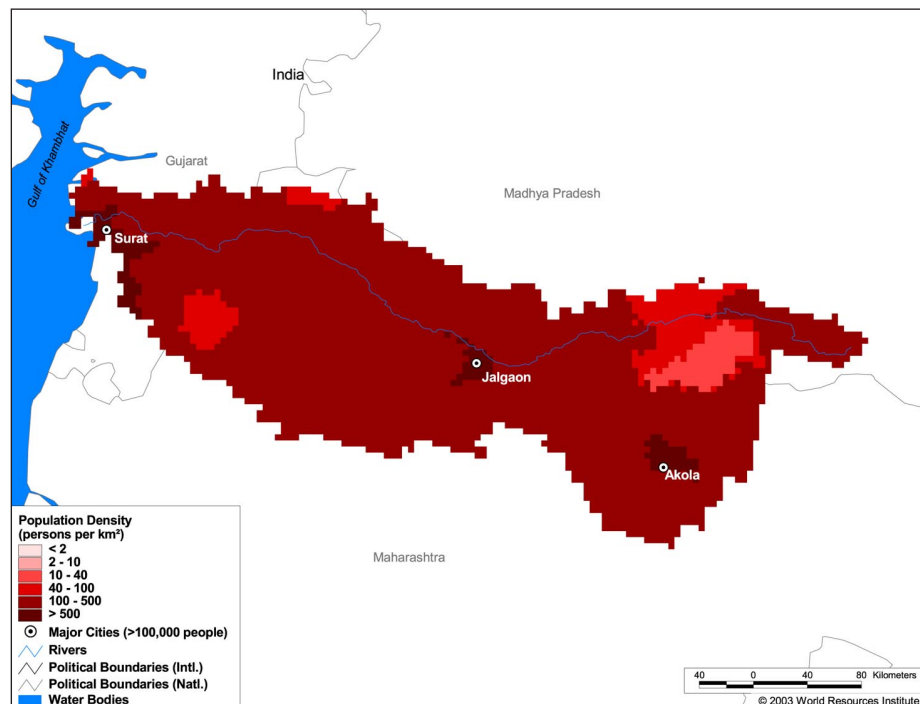 India
Gulf of Khambhat
Gujarat
Madhya Pradesh
Surat
Jalgaon
Akola
Maharashtra
Population Density
(persons per km²)
< 2
2 - 10
10 - 40
40 - 100
100 - 500
> 500
Major Cities (>100,000 people)
Rivers
Political Boundaries (Intl.)
Political Boundaries (Natl.)
Water Bodies
40 0 40 80 Kilometers
© 2003 World Resources Institute